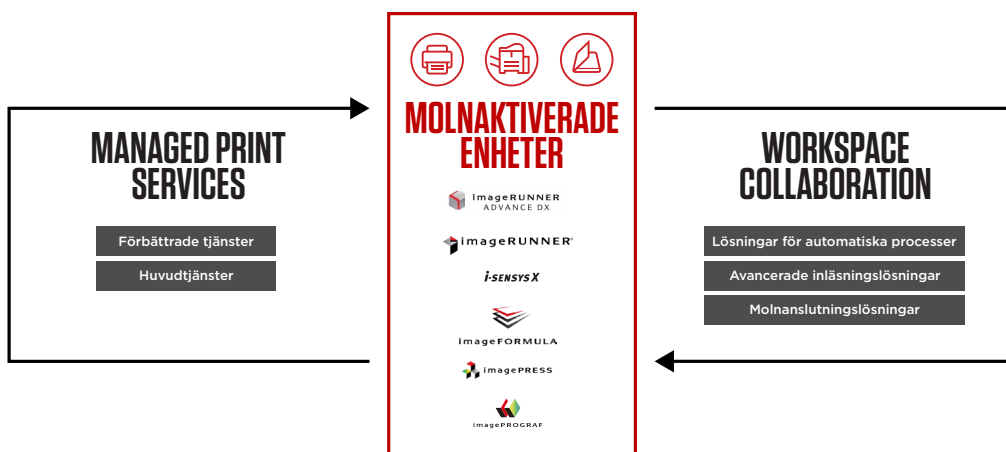 MANAGED PRINT
SERVICES
Förbättrade tjänster
Huvudtjänster
MOLNAKTIVERADE
ENHETER
imageRUNNER
ADVANCE DX
imageRUNNER®
i-SENSYS X
imageFORMULA
imagePRESS
imagePROGRAF
WORKSPACE
COLLABORATION
Lösningar för automatiska processer
Avancerade inläsningslösningar
Molnanslutningslösningar